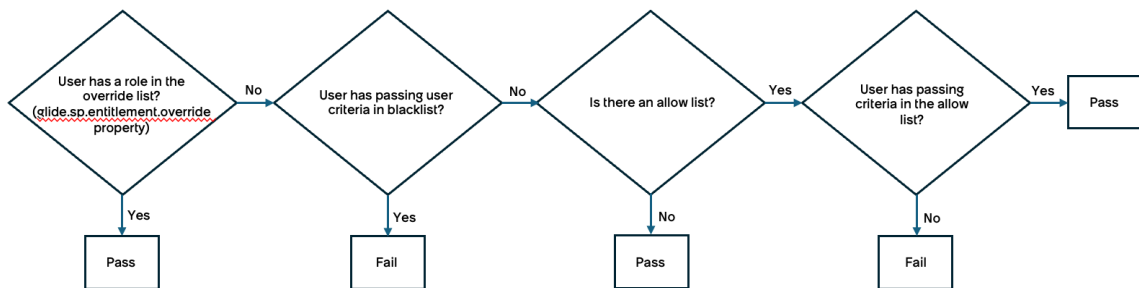 User has a role in the
override list?
(glide.sp.entitlement.override
property)
No
Yes
Pass
User has passing user
criteria in blacklist?
No
Yes
Fail
Is there an allow list?
Yes
No
Pass
User has passing
criteria in the allow
list?
Yes
Pass
No
Fail